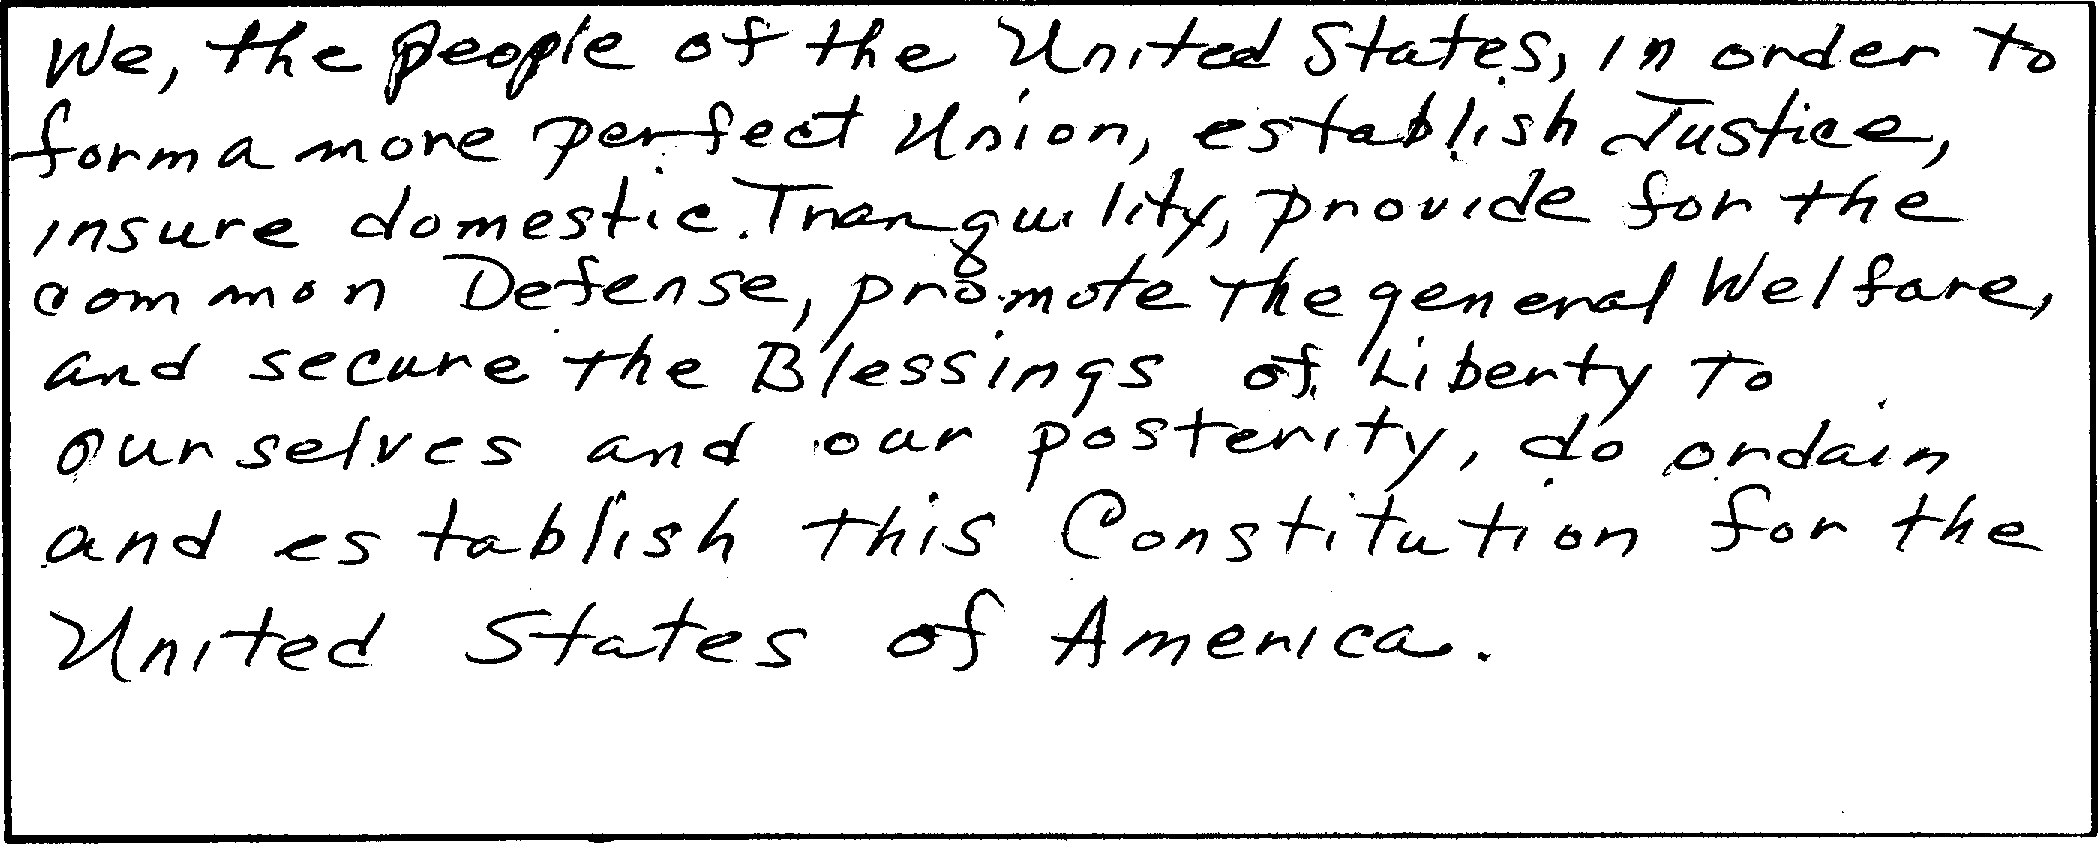 We, the people of the United States, in order to
form a more perfect Union, establish Justice,
insure domestic Tranquility, provide for the
common Defense, promote the general Welfare,
and secure the Blessings of Liberty to
ourselves and our posterity, do ordain
and establish this Constitution for the
United States of America.